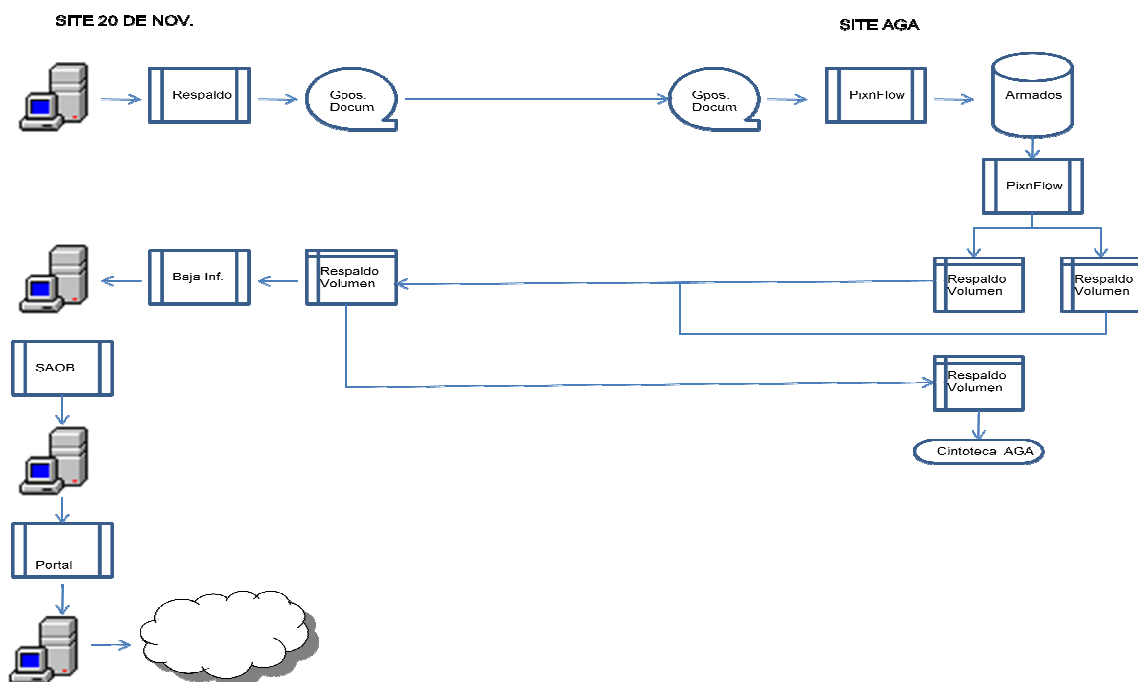 SITE 20 DE NOV.
SITE AGA
Respaldo
Gpos.
Docum
Gpos.
Docum
PixnFlow
Armados
PixnFlow
Baja Inf.
Respaldo
Volumen
Respaldo
Volumen
Respaldo
Volumen
SAOB
Respaldo
Volumen
Cintoteca AGA
Portal